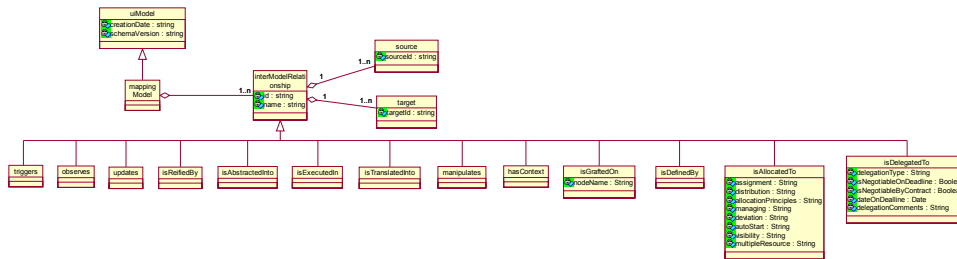 uiModel
creationDate : string
schemaVersion : string
mapping
Model
1..n
interModelRelati
onship
id : string
name : string
1
1..n
source
sourceId : string
1
1..n
target
targetId : string
triggers
observes
updates
isReifiedBy
isAbstractedInto
isExecutedIn
isTranslatedInto
manipulates
hasContext
isGraftedOn
nodeName : String
isDefinedBy
isAllocatedTo
assignment : String
distribution : String
allocationPrinciples : String
managing : String
deviation : String
autoStart : String
visibility : String
multipleResource : String
isDelegatedTo
delegationType : String
isNegotiableOnDeadline : Boolea
isNegotiableByContract : Boolea
dateOnDealline : Date
delegationComments : String